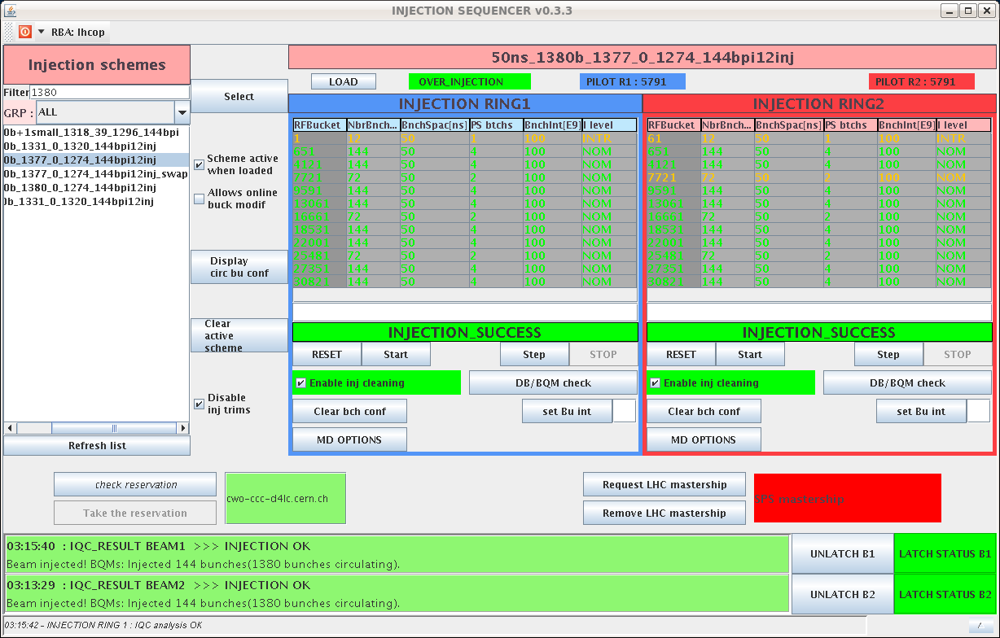 INJECTION SEQUENCER v0.3.3
RBA: lhcop
Injection schemes
Filter 1380
GRP : ALL
0b+1small_1318_39_1296_144bpi
0b_1331_0_1320_144bpi12inj
0b_1377_0_1274_144bpi12inj
0b_1377_0_1274_144bpi12inj_swap
0b_1380_0_1274_144bpi12inj
0b_1331_0_1320_144bpi12inj
Refresh list
Select
Scheme active
when loaded
Allows online
buck modif
Display
circ bu conf
Clear
active
scheme
Disable
inj trims
50ns_1380b_1377_0_1274_144bpi12inj
LOAD OVER_INJECTION PILOT R1 : 5791 PILOT R2 : 5791
INJECTION RING1
RFBucket NbrBnch... BnchSpac[ns] PS btchs BnchInt[E9] I level
1 12 50 1 100 INTR
651 144 50 4 100 NOM
4121 144 50 4 100 NOM
7721 72 50 2 100 NOM
9591 144 50 4 100 NOM
13061 144 50 4 100 NOM
16661 72 50 2 100 NOM
18531 144 50 4 100 NOM
22001 144 50 4 100 NOM
25481 72 50 2 100 NOM
27351 144 50 4 100 NOM
30821 144 50 4 100 NOM
INJECTION_SUCCESS
RESET Start Step STOP
Enable inj cleaning DB/BQM check
Clear bch conf set Bu int
MD OPTIONS
INJECTION RING2
RFBucket NbrBnch... BnchSpac[ns] PS btchs BnchInt[E9] I level
61 12 50 1 100 INTR
651 144 50 4 100 NOM
4121 144 50 4 100 NOM
7721 72 50 2 100 NOM
9591 144 50 4 100 NOM
13061 144 50 4 100 NOM
16661 72 50 2 100 NOM
18531 144 50 4 100 NOM
22001 144 50 4 100 NOM
25481 72 50 2 100 NOM
27351 144 50 4 100 NOM
30821 144 50 4 100 NOM
INJECTION_SUCCESS
RESET Start Step STOP
Enable inj cleaning DB/BQM check
Clear bch conf set Bu int
MD OPTIONS
check reservation
Take the reservation
cwo-ccc-d4lc.cern.ch
Request LHC mastership
Remove LHC mastership
SPS mastership
03:15:40 : IQC_RESULT BEAM1 >>> INJECTION OK
Beam injected! BQMs: Injected 144 bunches(1380 bunches circulating).
UNLATCH B1 LATCH STATUS B1
03:13:29 : IQC_RESULT BEAM2 >>> INJECTION OK
Beam injected! BQMs: Injected 144 bunches(1380 bunches circulating).
UNLATCH B2 LATCH STATUS B2
03:15:42 - INJECTION RING 1 : IQC analysis OK